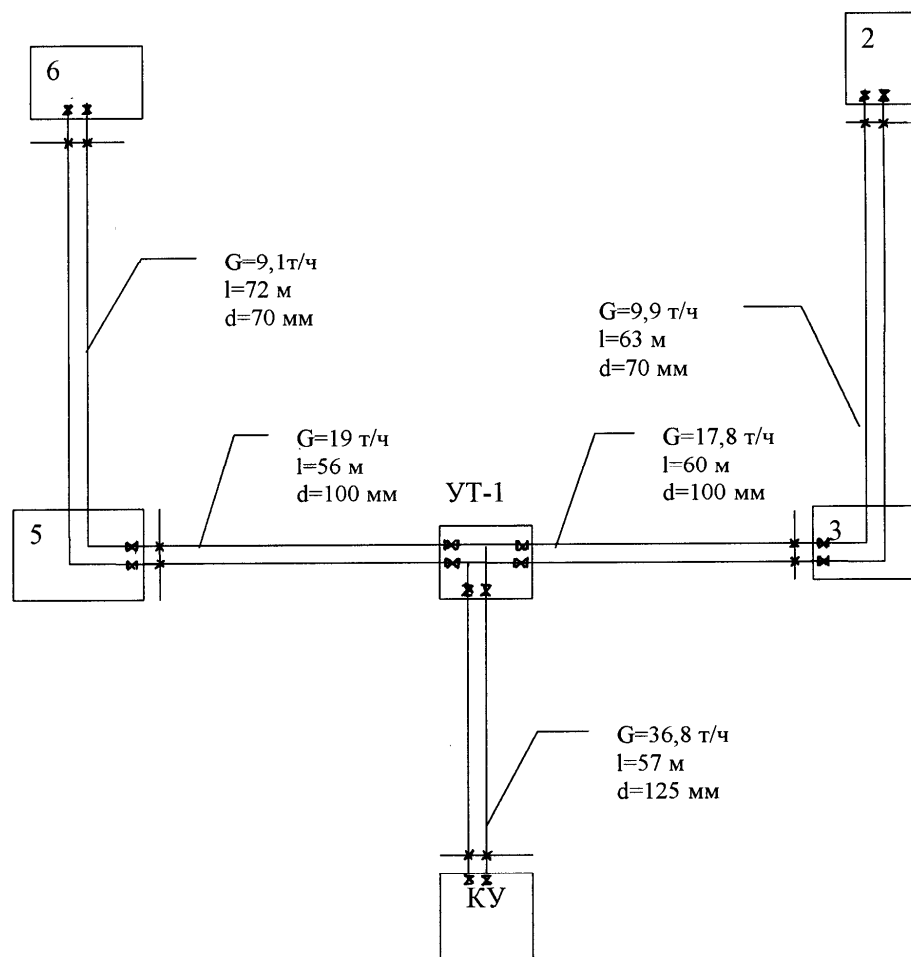 6
2
G=9,1т/ч
l=72 м
d=70 мм
G=9,9 т/ч
l=63 м
d=70 мм
G=19 т/ч
l=56 м
d=100 мм
G=17,8 т/ч
l=60 м
d=100 мм
УТ-1
5
3
G=36,8 т/ч
l=57 м
d=125 мм
КУ